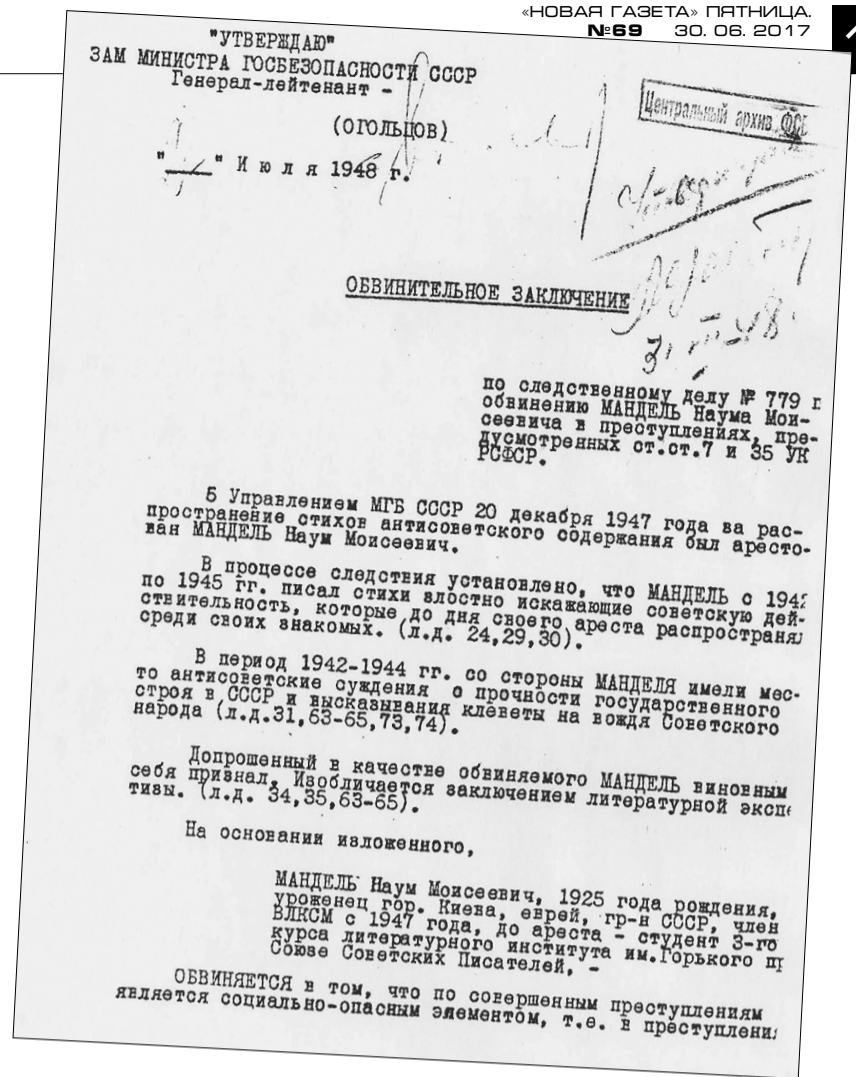 «НОВАЯ ГАЗЕТА» ПЯТНИЦА.
№69 30. 06. 2017
"УТВЕРЖДАЮ"
ЗАМ МИНИСТРА ГОСБЕЗОПАСНОСТИ СССР
Генерал-лейтенант -
(ОГОЛЬЦОВ)
" " И ю л я 1948 г.
Центральный архив ФСБ
ОБВИНИТЕЛЬНОЕ ЗАКЛЮЧЕНИЕ
по следственному делу № 779 г
обвинению МАНДЕЛЬ Наума Мои-
сеевича в преступлениях, пре-
дусмотренных ст.ст.7 и 35 УК
РСФСР.
5 Управлением МГБ СССР 20 декабря 1947 года за рас-
пространение стихов антисоветского содержания был аресто-
ван МАНДЕЛЬ Наум Моисеевич.
В процессе следствия установлено, что МАНДЕЛЬ с 1942
по 1945 гг. писал стихи злостно искажающие советскую дей-
ствительность, которые до дня своего ареста распространял
среди своих знакомых. (л.д. 24,29,30).
В период 1942-1944 гг. со стороны МАНДЕЛЯ имели мес-
то антисоветские суждения о прочности государственного
строя в СССР и высказывания клеветы на вождя Советского
народа (л.д.31,63-65,73,74).
Допрошенный в качестве обвиняемого МАНДЕЛЬ виновным
себя признал. Изобличается заключением литературной экспе
тизы. (л.д. 34,35,63-65).
На основании изложенного,
МАНДЕЛЬ Наум Моисеевич, 1925 года рождения,
уроженец гор. Киева, еврей, гр-н СССР, член
ВЛКСМ с 1947 года, до ареста - студент 3-го
курса литературного института им.Горького пр
Союзе Советских Писателей, -
ОБВИНЯЕТСЯ в том, что по совершенным преступлениям
является социально-опасным элементом, т.е. в преступления